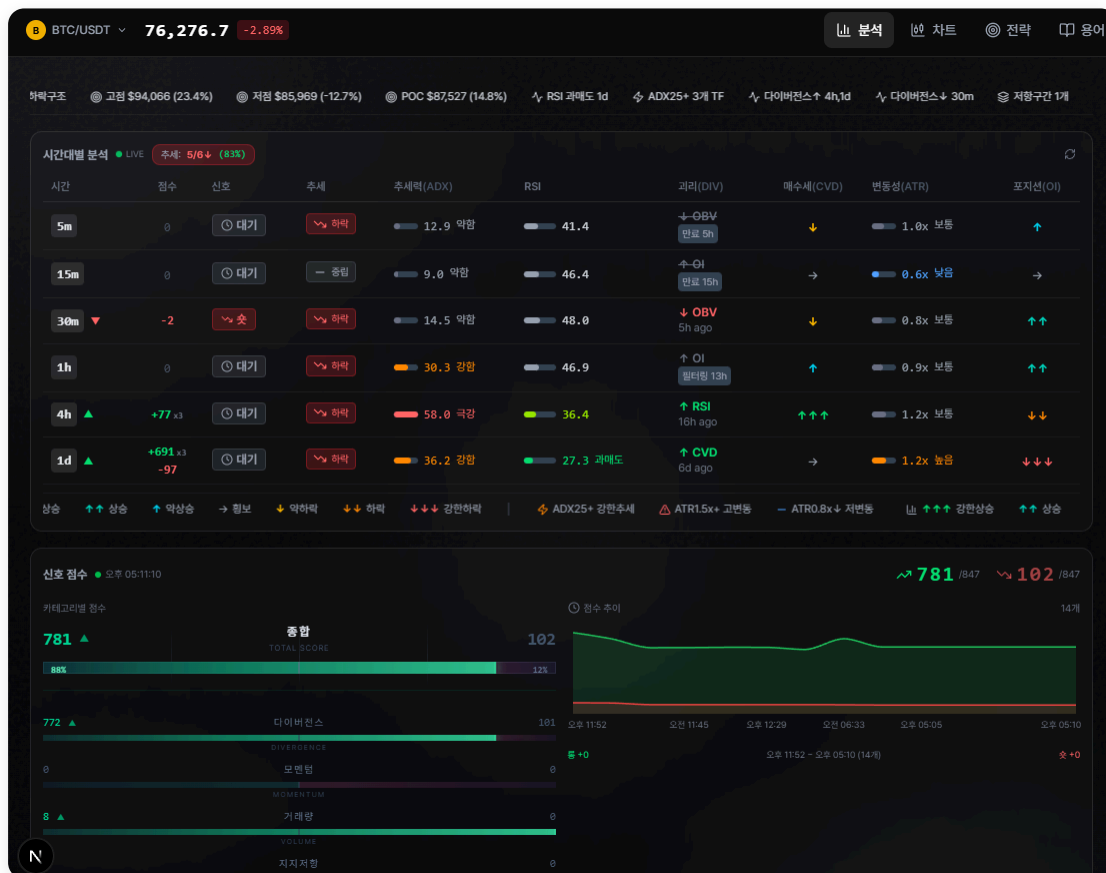 B BTC/USDT 76,276.7 -2.89% 분석 차트 전략 용어
하락구조 고점 $94,066 (23.4%) 저점 $85,969 (-12.7%) POC $87,527 (14.8%) RSI 과매도 1d ADX25+ 3개 TF 다이버전스↑ 4h,1d 다이버전스↓ 30m 저항구간 1개
시간대별 분석 LIVE 추세: 5/6↓ (83%)
시간 점수 신호 추세 추세력(ADX) RSI 괴리(DIV) 매수세(CVD) 변동성(ATR) 포지션(OI)
5m 0 대기 하락 12.9 약함 41.4 ↓ OBV ↓ 1.0x 보통 ↑
만료 5h
15m 0 대기 중립 9.0 약함 46.4 ↑ OI → 0.6x 낮음 →
만료 15h
30m ▼ -2 숏 하락 14.5 약함 48.0 ↓ OBV ↓ 0.8x 보통 ↑↑
5h ago
1h 0 대기 하락 30.3 강함 46.9 ↑ OI ↑ 0.9x 보통 ↑↑
필터링 13h
4h ▲ +77 x3 대기 하락 58.0 극강 36.4 ↑ RSI ↑↑↑ 1.2x 보통 ↓↓
16h ago
1d ▲ +691 x3 대기 하락 36.2 강함 27.3 과매도 ↑ CVD → 1.2x 높음 ↓↓↓
-97 6d ago
상승 ↑↑ 상승 ↑ 약상승 → 횡보 ↓ 약하락 ↓↓ 하락 ↓↓↓ 강한하락 | ADX25+ 강한추세 ATR1.5x+ 고변동 ATR0.8x↓ 저변동 ↑↑↑ 강한상승 ↑↑ 상승
신호 점수 오후 05:11:10 781 /847 102 /847
카테고리별 점수 점수 추이 14개
781 ▲ 종합 102
TOTAL SCORE
88% 12%
772 ▲ 다이버전스 101
DIVERGENCE
0 모멘텀 0
MOMENTUM
8 ▲ 거래량 0
VOLUME
지지저항 0
오후 11:52 오전 11:45 오후 12:29 오전 06:33 오후 05:05 오후 05:10
롱 +0 오후 11:52 ~ 오후 05:10 (14개) 숏 +0
N